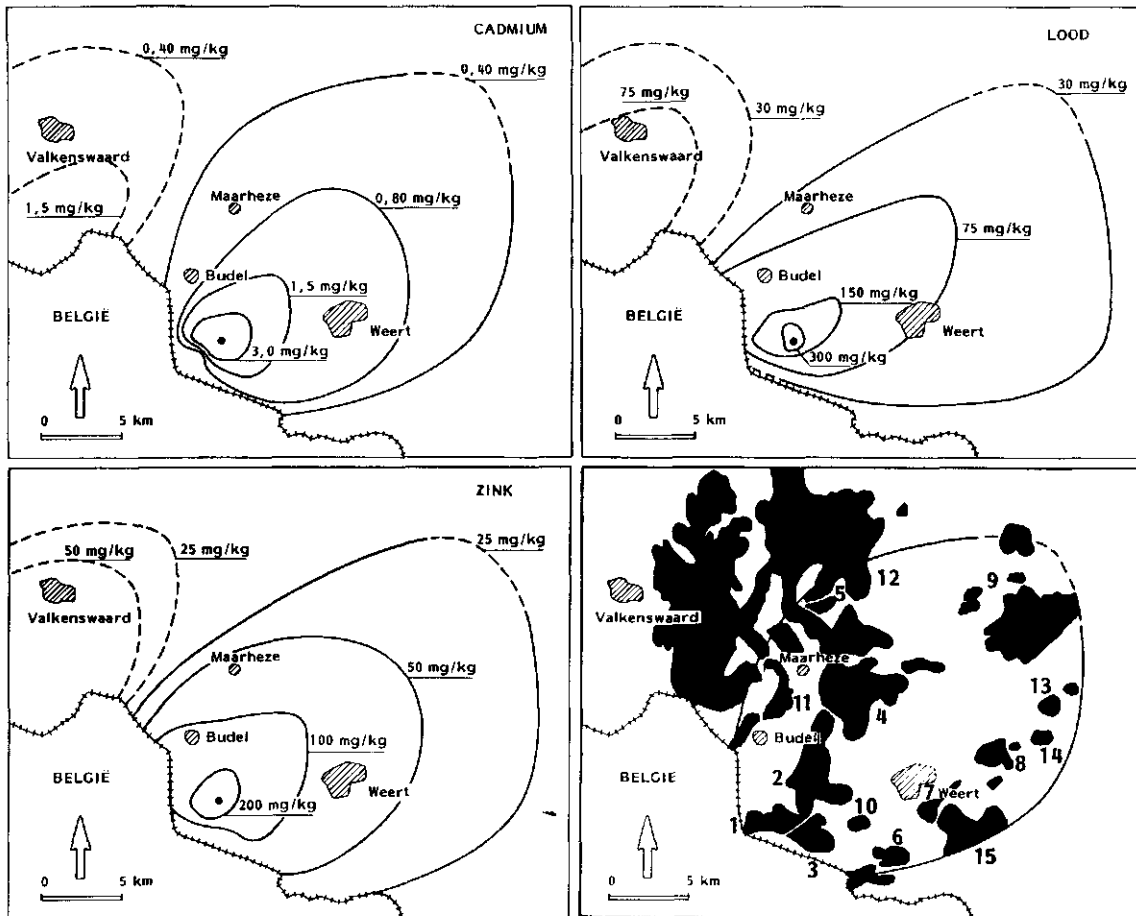 CADMIUM
0,40 mg/kg
0,40 mg/kg
Valkenswaard
1,5 mg/kg
Maarheze
0,80 mg/kg
Budel
1,5 mg/kg
BELGIË
Weert
3,0 mg/kg
0 5 km
LOOD
75 mg/kg
30 mg/kg
30 mg/kg
Valkenswaard
Maarheze
75 mg/kg
Budel
150 mg/kg
BELGIË
Weert
300 mg/kg
0 5 km
ZINK
50 mg/kg
25 mg/kg
25 mg/kg
Valkenswaard
Maarheze
50 mg/kg
Budel
100 mg/kg
BELGIË
Weert
200 mg/kg
0 5 km
12
9
5
Valkenswaard
Maarheze
13
11
4
Budel
14
8
BELGIË
2
7 Weert
10
1
6
15
3
0 5 km